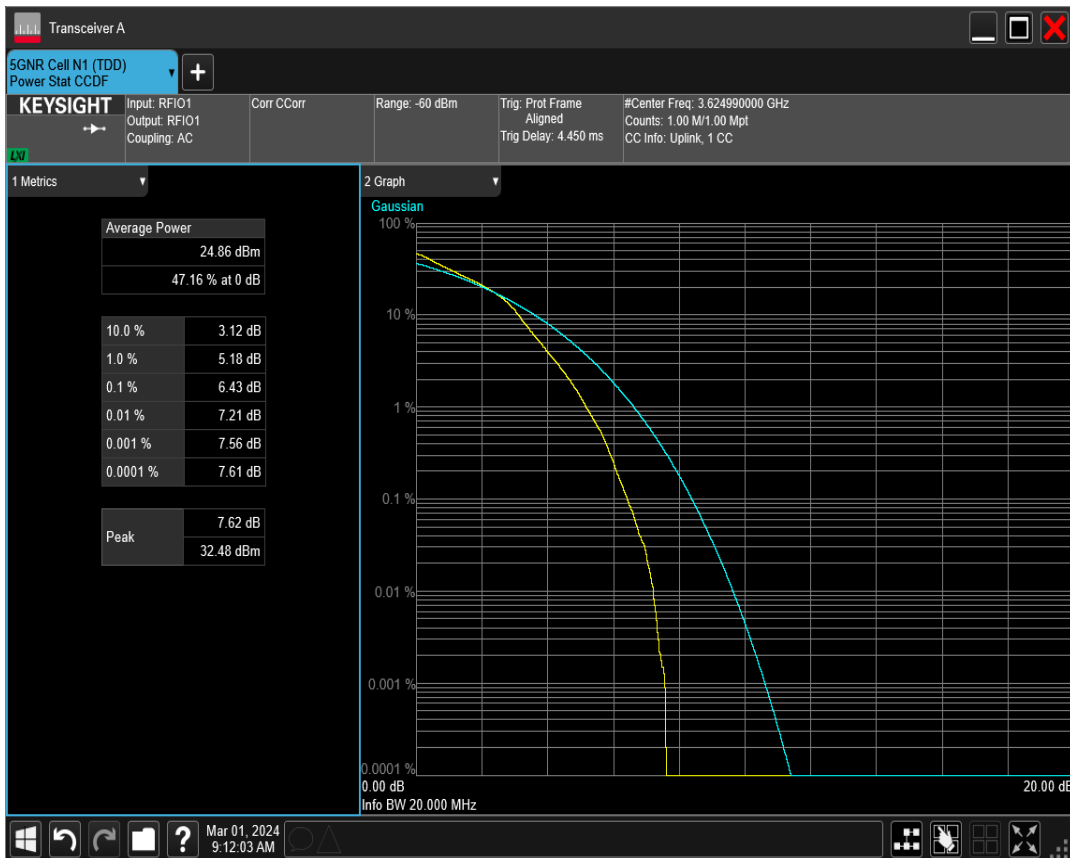 Transceiver A
5GNR Cell N1 (TDD)
Power Stat CCDF
+
KEYSIGHT
LXI
Input: RFIO1
Output: RFIO1
Coupling: AC
Corr CCorr
Range: -60 dBm
Trig: Prot Frame
Aligned
Trig Delay: 4.450 ms
#Center Freq: 3.624990000 GHz
Counts: 1.00 M/1.00 Mpt
CC Info: Uplink, 1 CC
1 Metrics
Average Power
24.86 dBm
47.16 % at 0 dB
10.0 % 3.12 dB
1.0 % 5.18 dB
0.1 % 6.43 dB
0.01 % 7.21 dB
0.001 % 7.56 dB
0.0001 % 7.61 dB
Peak
7.62 dB
32.48 dBm
2 Graph
Gaussian
100 %
10 %
1 %
0.1 %
0.01 %
0.001 %
0.0001 %
0.00 dB 20.00 dB
Info BW 20.000 MHz
?
Mar 01, 2024
9:12:03 AM